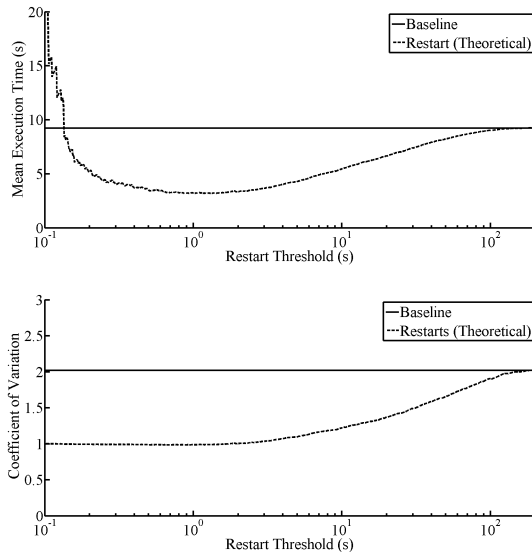 20
15
10
5
0
Mean Execution Time (s)
Baseline
Restart (Theoretical)
10^-1
10^0
10^1
10^2
Restart Threshold (s)
3
2.5
2
1.5
1
0.5
0
Coefficient of Variation
Baseline
Restarts (Theoretical)
10^-1
10^0
10^1
10^2
Restart Threshold (s)